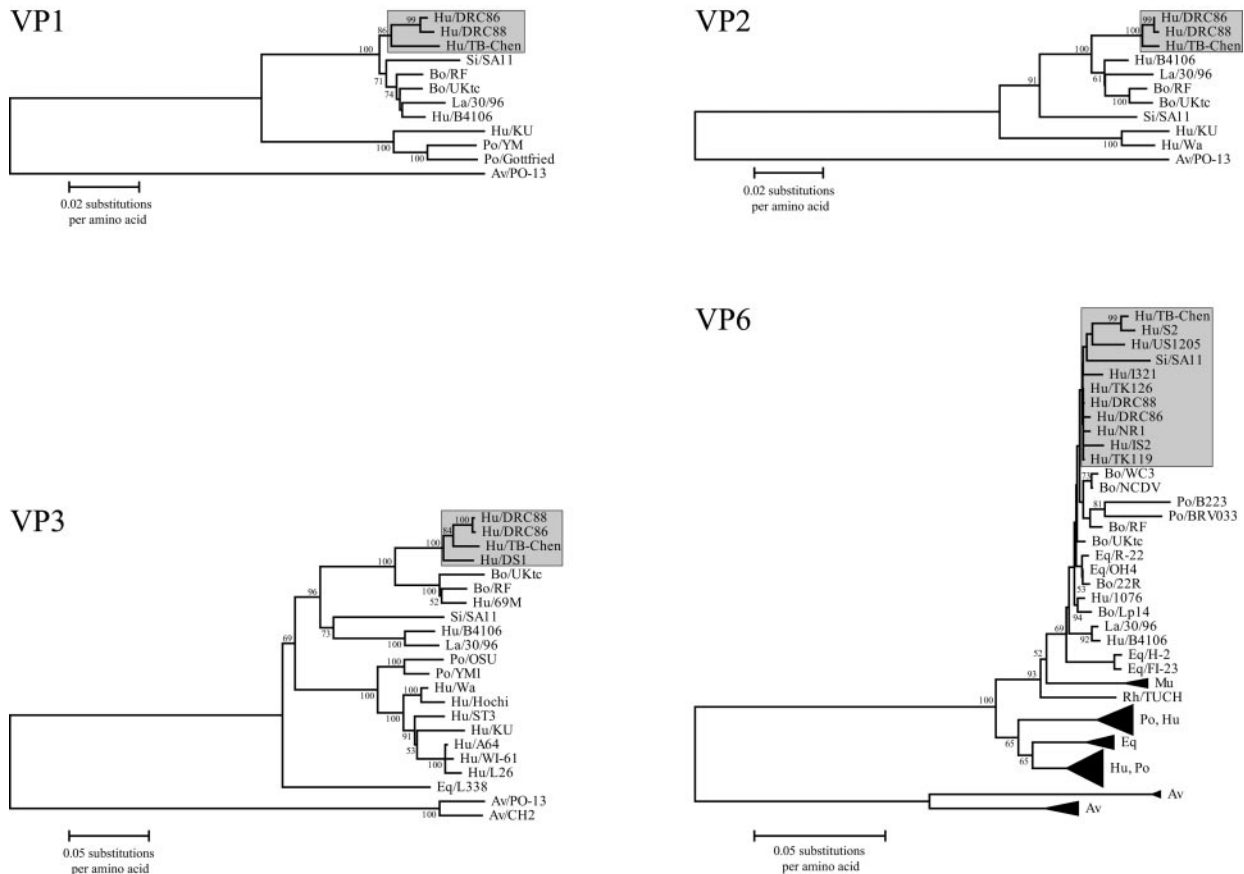 VP1
99
Hu/DRC86
Hu/DRC88
86
Hu/TB-Chen
100
Si/SA11
71
Bo/RF
Bo/UKtc
74
La/30/96
Hu/B4106
Hu/KU
100
Po/YM
100
Po/Gottfried
Av/PO-13
0.02 substitutions
per amino acid
VP2
99
Hu/DRC86
Hu/DRC88
100
Hu/TB-Chen
100
Hu/B4106
61
La/30/96
Bo/RF
100
Bo/UKtc
91
Si/SA11
Hu/KU
100
Hu/Wa
Av/PO-13
0.02 substitutions
per amino acid
VP3
100
Hu/DRC88
Hu/DRC86
84
Hu/TB-Chen
100
Hu/DS1
100
Bo/UKtc
100
Bo/RF
52
Hu/69M
96
Si/SA11
73
Hu/B4106
100
La/30/96
69
100
Po/OSU
Po/YM1
100
Hu/Wa
Hu/Hochi
100
Hu/ST3
91
Hu/KU
53
Hu/A64
Hu/WI-61
100
Hu/L26
Eq/L338
Av/PO-13
100
Av/CH2
0.05 substitutions
per amino acid
VP6
99
Hu/TB-Chen
Hu/S2
Hu/US1205
Si/SA11
Hu/I321
Hu/TK126
Hu/DRC88
Hu/DRC86
Hu/NR1
Hu/IS2
Hu/TK119
73
Bo/WC3
Bo/NCDV
81
Po/B223
Po/BRV033
Bo/RF
Bo/UKtc
Eq/R-22
Eq/OH4
53
Bo/22R
Hu/1076
94
Bo/Lp14
69
La/30/96
92
Hu/B4106
52
Eq/H-2
Eq/FI-23
93
Mu
Rh/TUCH
100
Po, Hu
65
Eq
65
Hu, Po
Av
Av
0.05 substitutions
per amino acid